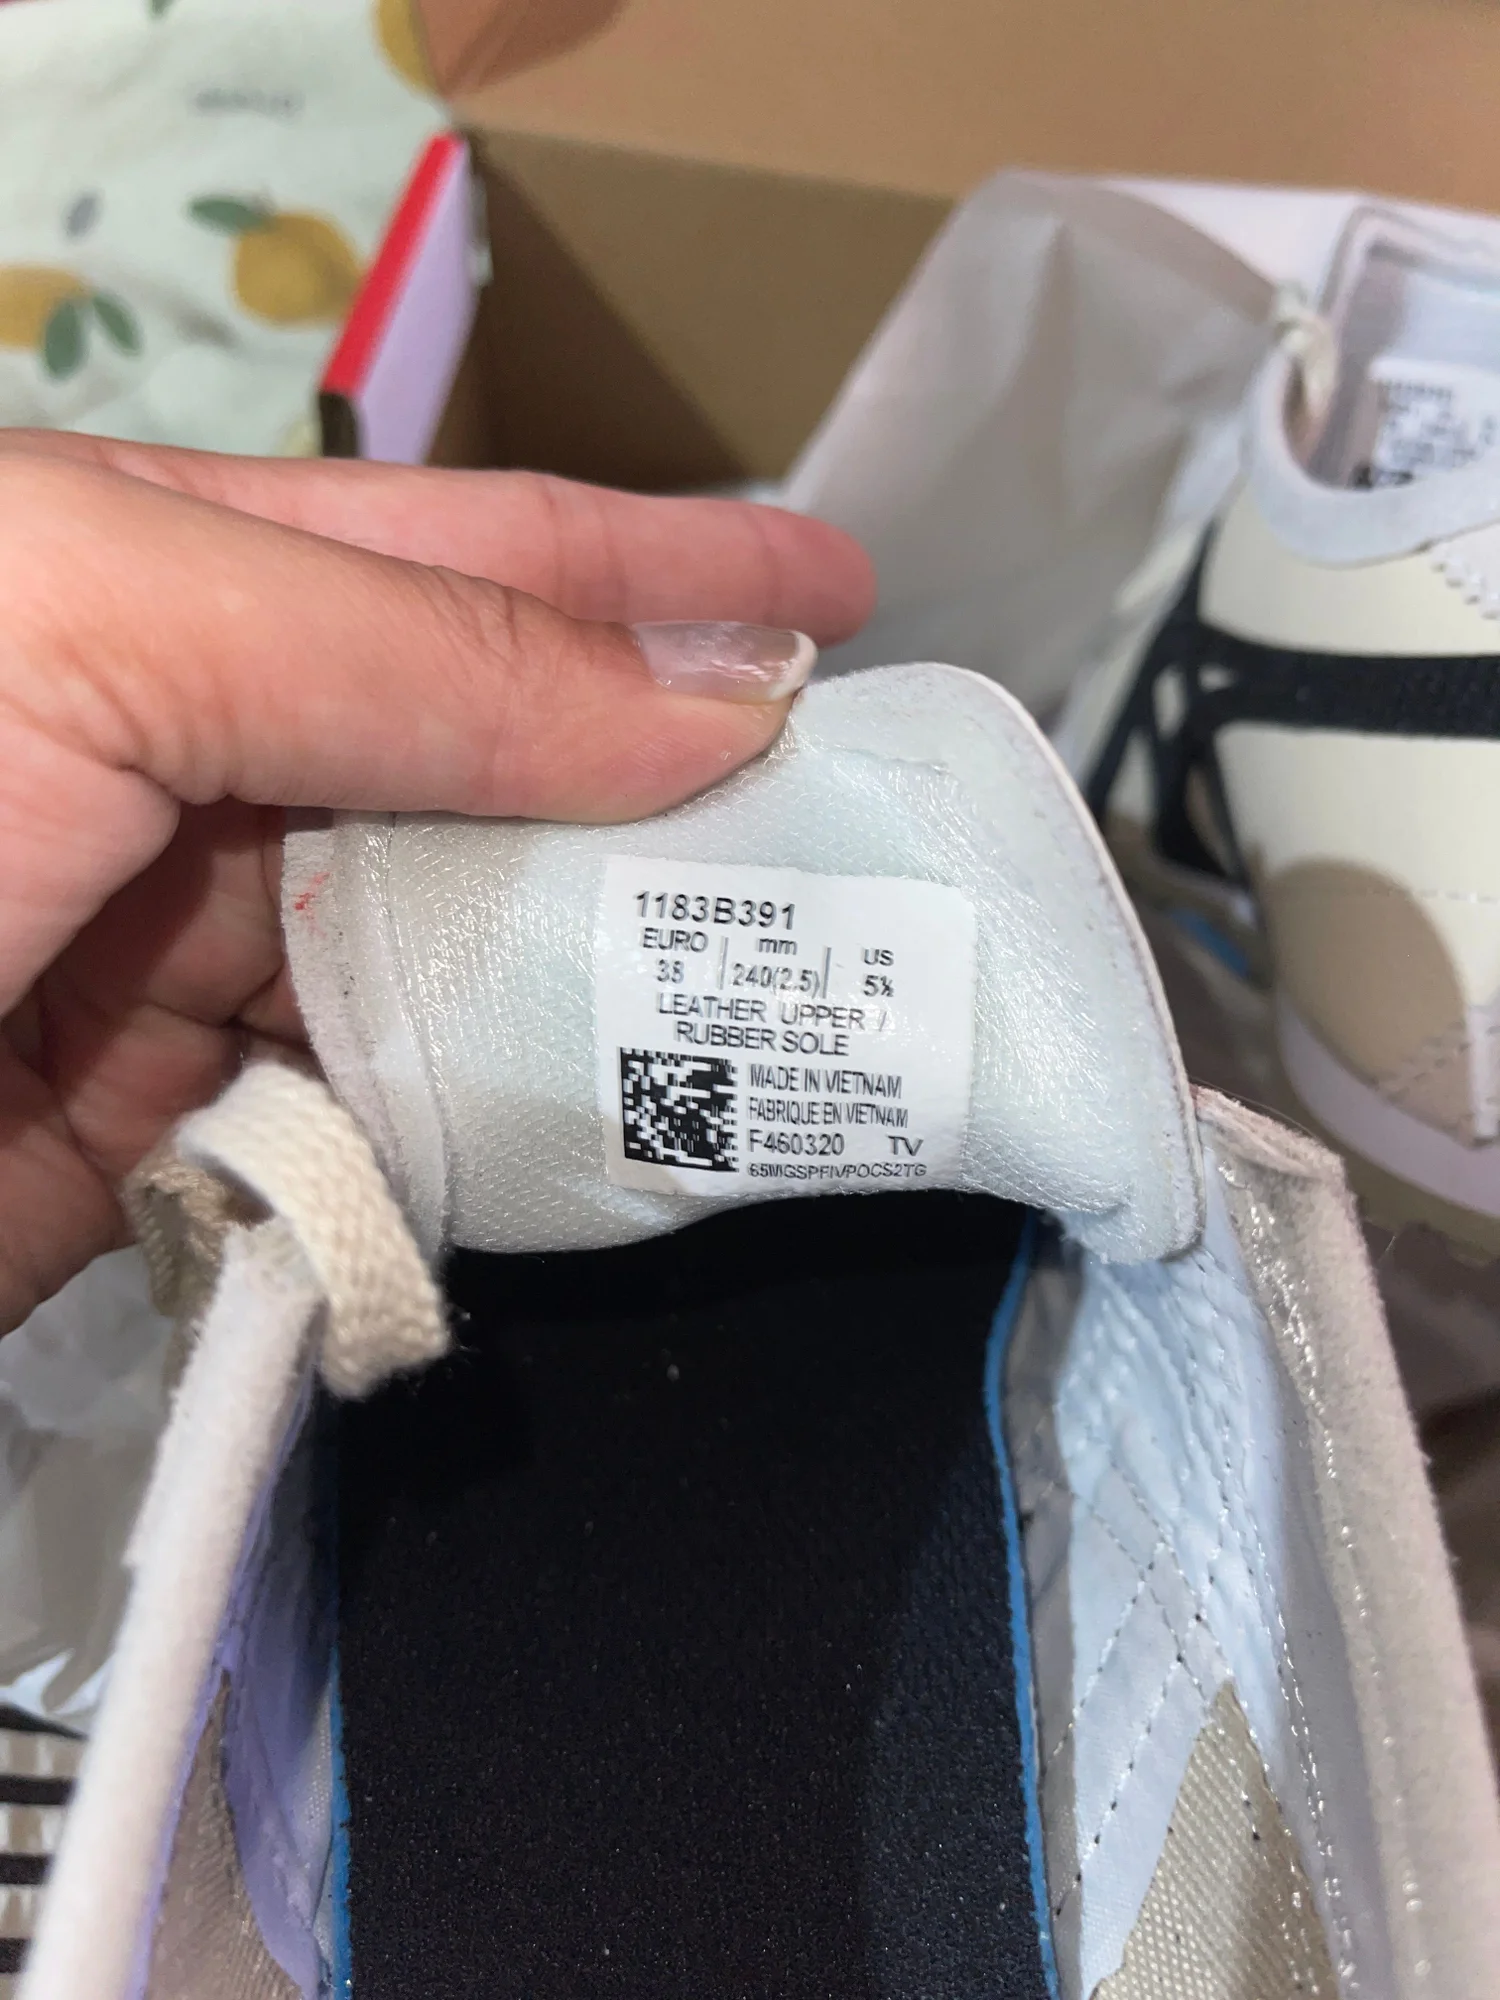 1183B391
EURO | mm | US
38 | 240(2.5) | 5½
LEATHER UPPER /
RUBBER SOLE
MADE IN VIETNAM
FABRIQUE EN VIETNAM
F460320 TV
65MGSPFIVPOCS2TG